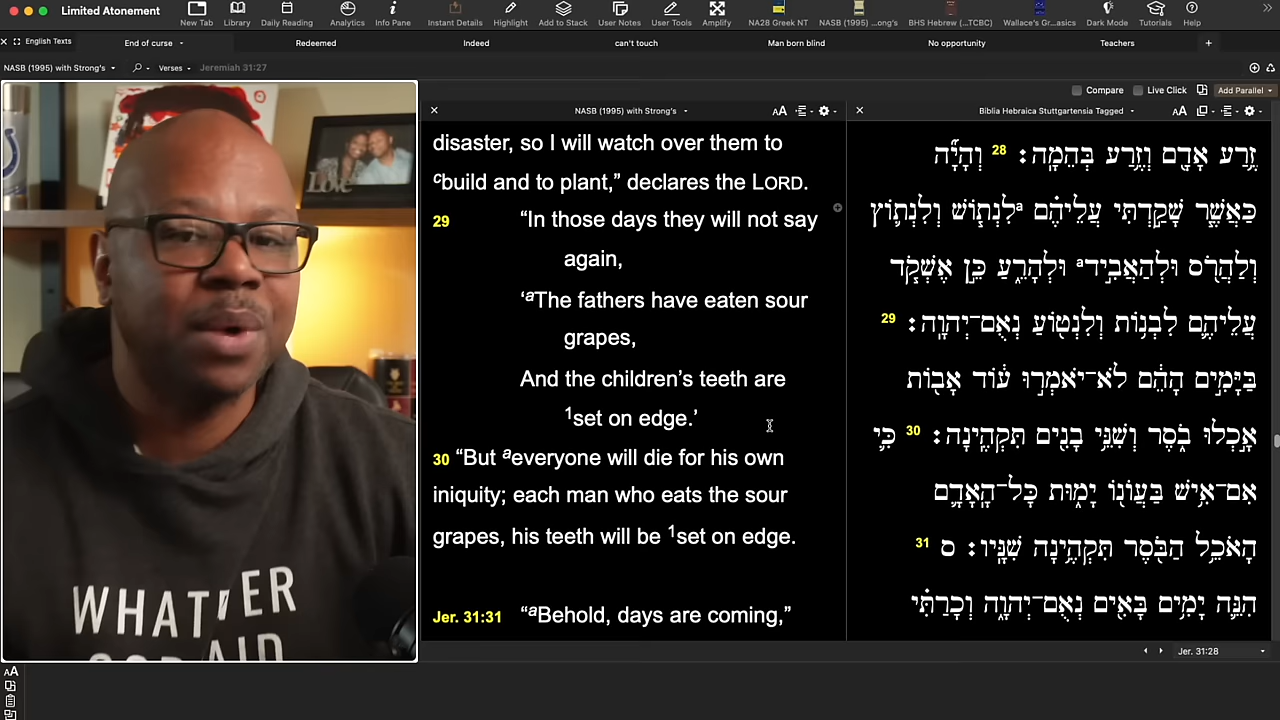 Limited Atonement
New Tab
Library
Daily Reading
Analytics
Info Pane
Instant Details
Highlight
Add to Stack
User Notes
User Tools
Amplify
NA28 Greek NT
NASB (1995) ...ong's
BHS Hebrew (...TCBC)
Wallace's Gr...asics
Dark Mode
Tutorials
Help
English Texts
End of curse
Redeemed
Indeed
can't touch
Man born blind
No opportunity
Teachers
NASB (1995) with Strong's
Verses
Jeremiah 31:27
Compare
Live Click
Add Parallel
NASB (1995) with Strong's
disaster, so I will watch over them to
cbuild and to plant,” declares the LORD.
29 “In those days they will not say
again,
‘aThe fathers have eaten sour
grapes,
And the children’s teeth are
1set on edge.’
30 “But aeveryone will die for his own
iniquity; each man who eats the sour
grapes, his teeth will be 1set on edge.
Jer. 31:31 “aBehold, days are coming,”
Biblia Hebraica Stuttgartensia Tagged
זֶ֥רַע אָדָ֖ם וְזֶ֥רַע בְּהֵמָֽה׃ 28 וְהָיָ֞ה
כַּאֲשֶׁ֧ר שָׁקַ֣דְתִּי עֲלֵיהֶ֗ם aלִנְת֧וֹשׁ וְלִנְת֛וֹץ
וְלַהֲרֹ֖ס וּלְהַאֲבִ֣ידa וּלְהָרֵ֑עַ כֵּ֣ן אֶשְׁקֹ֧ד
עֲלֵיהֶ֛ם לִבְנ֥וֹת וְלִנְט֖וֹעַ נְאֻם־יְהוָֽה׃ 29
בַּיָּמִ֣ים הָהֵ֔ם לֹא־יֹאמְר֣וּ ע֔וֹד אָב֖וֹת
אָ֣כְלוּ בֹ֑סֶר וְשִׁנֵּ֥י בָנִ֖ים תִּקְהֶֽינָה׃ 30 כִּ֛י
אִם־אִ֥ישׁ בַּעֲוֺנ֖וֹ יָמ֑וּת כָּל־הָֽאָדָ֛ם
הָאֹכֵ֥ל הַבֹּ֖סֶר תִּקְהֶ֥ינָה שִׁנָּֽיו׃ ס 31
הִנֵּ֛ה יָמִ֥ים בָּאִ֖ים נְאֻם־יְהוָ֑ה וְכָרַתִּ֗י
Jer. 31:28
Love
WHATEVER
GOD SAID